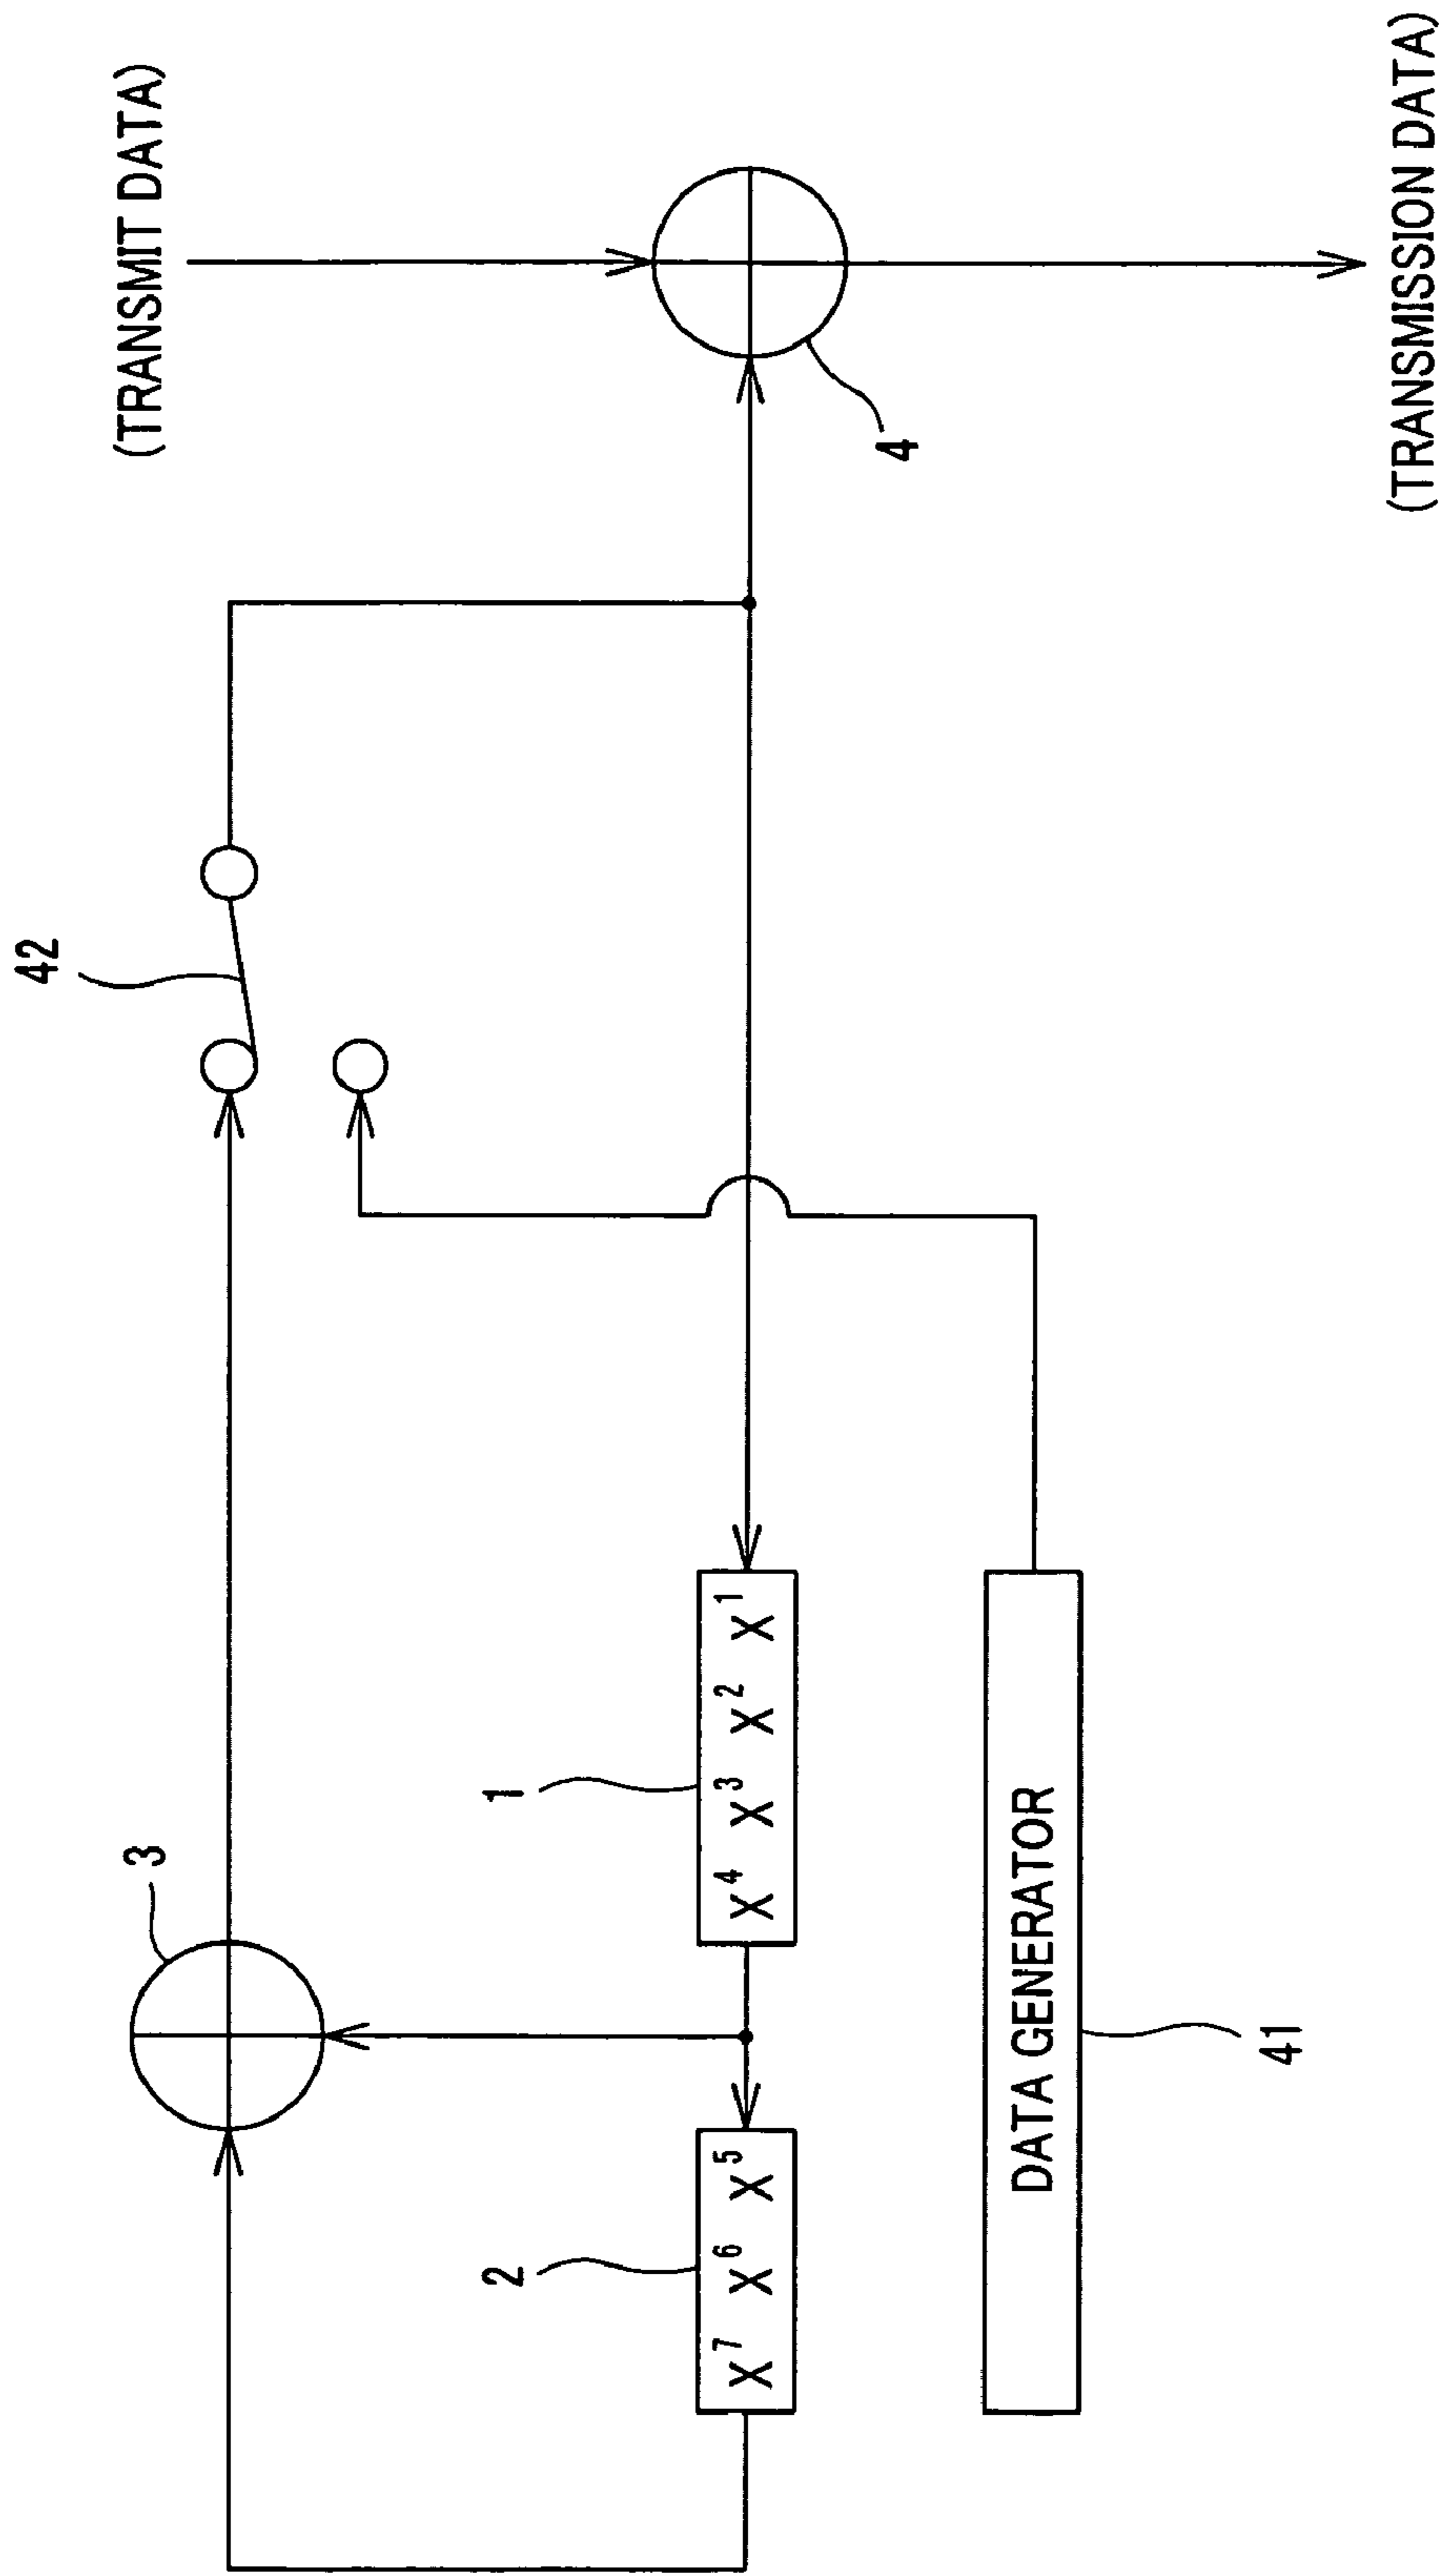 42
3
(TRANSMIT DATA)
2
1
X⁷ X⁶ X⁵
X⁴ X³ X² X¹
4
DATA GENERATOR
41
(TRANSMISSION DATA)